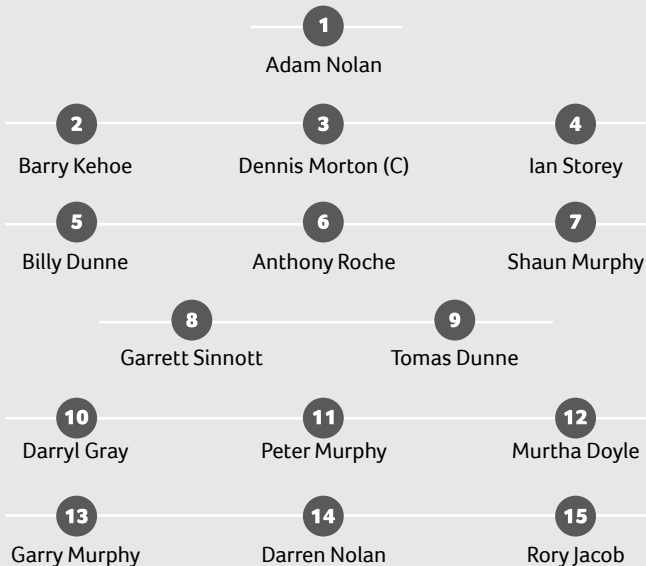 1
Adam Nolan
2 3 4
Barry Kehoe Dennis Morton (C) Ian Storey
5 6 7
Billy Dunne Anthony Roche Shaun Murphy
8 9
Garrett Sinnott Tomas Dunne
10 11 12
Darryl Gray Peter Murphy Murtha Doyle
13 14 15
Garry Murphy Darren Nolan Rory Jacob